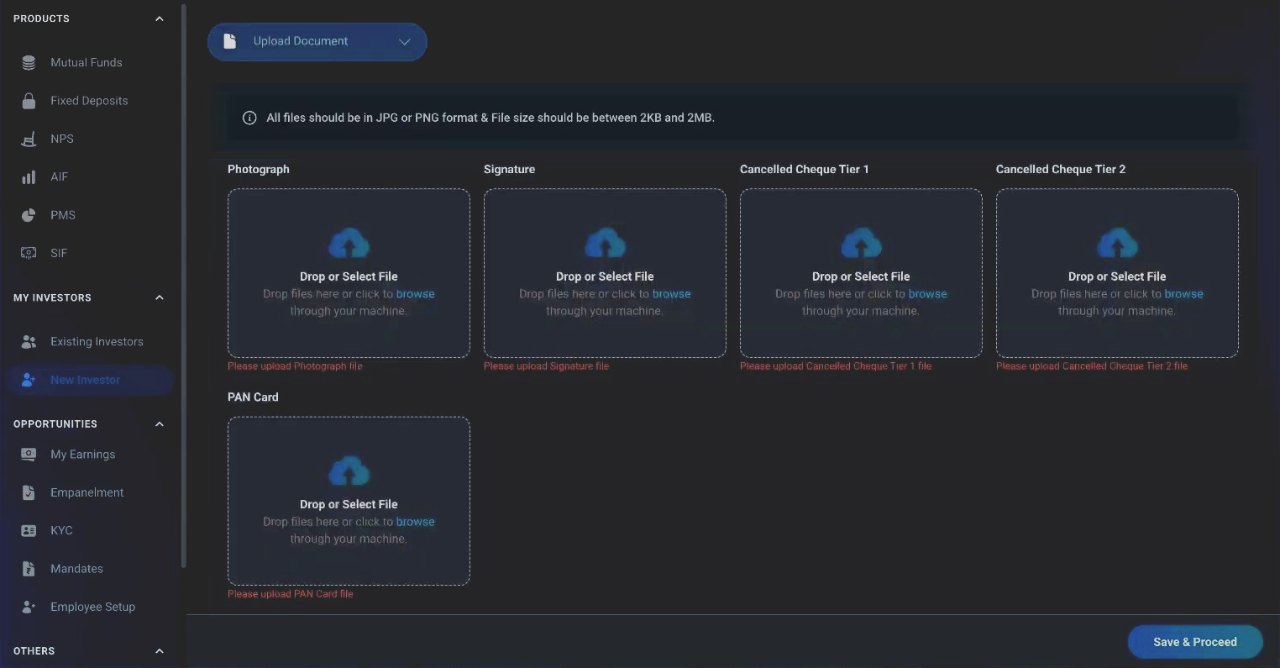 PRODUCTS
Mutual Funds
Fixed Deposits
NPS
AIF
PMS
SIF
MY INVESTORS
Existing Investors
New Investor
OPPORTUNITIES
My Earnings
Empanelment
KYC
Mandates
Employee Setup
OTHERS
Upload Document
All files should be in JPG or PNG format & File size should be between 2KB and 2MB.
Photograph
Drop or Select File
Drop files here or click to browse
through your machine.
Please upload Photograph file
Signature
Drop or Select File
Drop files here or click to browse
through your machine.
Please upload Signature file
Cancelled Cheque Tier 1
Drop or Select File
Drop files here or click to browse
through your machine.
Please upload Cancelled Cheque Tier 1 file
Cancelled Cheque Tier 2
Drop or Select File
Drop files here or click to browse
through your machine.
Please upload Cancelled Cheque Tier 2 file
PAN Card
Drop or Select File
Drop files here or click to browse
through your machine.
Please upload PAN Card file
Save & Proceed